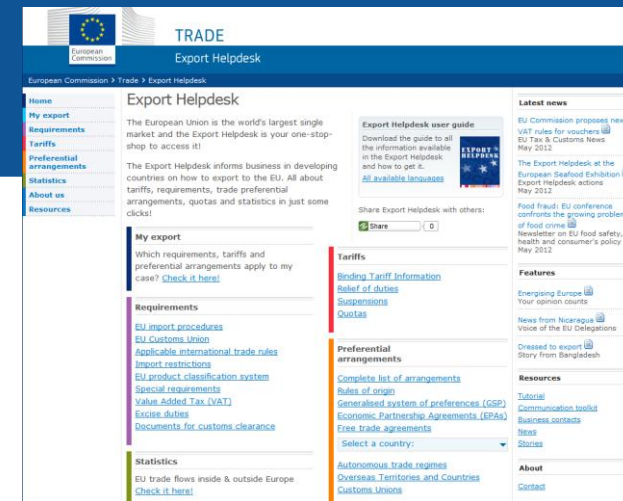 European
Commission
TRADE
Export Helpdesk
European Commission > Trade > Export Helpdesk
Home
My export
Requirements
Tariffs
Preferential
arrangements
Statistics
About us
Resources
Export Helpdesk
The European Union is the world's largest single
market and the Export Helpdesk is your one-stop-
shop to access it!
The Export Helpdesk informs business in developing
countries on how to export to the EU. All about
tariffs, requirements, trade preferential
arrangements, quotas and statistics in just some
clicks!
Export Helpdesk user guide
Download the guide to all
the information available
in the Export Helpdesk
and how to get it.
All available languages
EXPORT
HELPDESK
Share Export Helpdesk with others:
Share
0
My export
Which requirements, tariffs and
preferential arrangements apply to my
case? Check it here!
Requirements
EU import procedures
EU Customs Union
Applicable international trade rules
Import restrictions
EU product classification system
Special requirements
Value Added Tax (VAT)
Excise duties
Documents for customs clearance
Statistics
EU trade flows inside & outside Europe
Check it here!
Tariffs
Binding Tariff Information
Relief of duties
Suspensions
Quotas
Preferential
arrangements
Complete list of arrangements
Rules of origin
Generalised system of preferences (GSP)
Economic Partnership Agreements (EPAs)
Free trade agreements
Select a country:
Autonomous trade regimes
Overseas Territories and Countries
Customs Unions
Latest news
EU Commission proposes new
VAT rules for vouchers
EU Tax & Customs News
May 2012
The Export Helpdesk at the
European Seafood Exhibition
Export Helpdesk actions
May 2012
Food fraud: EU conference
confronts the growing problem
of food crime
Newsletter on EU food safety,
health and consumer's policy
May 2012
Features
Energising Europe
Your opinion counts
News from Nicaragua
Voice of the EU Delegations
Dressed to export
Story from Bangladesh
Resources
Tutorial
Communication toolkit
Business contacts
News
Stories
About
Contact